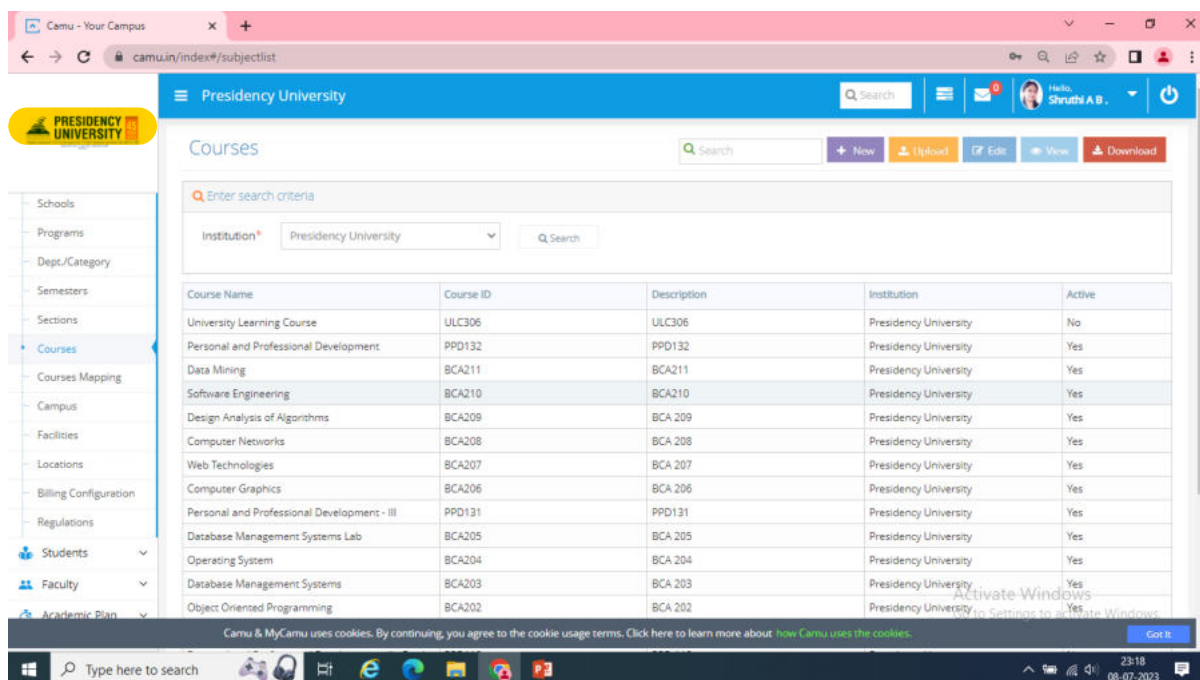 Camu - Your Campus
camu.in/index#/subjectlist
Presidency University
Search
0
Hello,
Shruthi A B .
PRESIDENCY
UNIVERSITY
45
Courses
Search
New
Upload
Edit
View
Download
Enter search criteria
Institution*
Presidency University
Search
Schools
Programs
Dept./Category
Semesters
Sections
Courses
Courses Mapping
Campus
Facilities
Locations
Billing Configuration
Regulations
Students
Faculty
Academic Plan
Course Name Course ID Description Institution Active
University Learning Course ULC306 ULC306 Presidency University No
Personal and Professional Development PPD132 PPD132 Presidency University Yes
Data Mining BCA211 BCA211 Presidency University Yes
Software Engineering BCA210 BCA210 Presidency University Yes
Design Analysis of Algorithms BCA209 BCA 209 Presidency University Yes
Computer Networks BCA208 BCA 208 Presidency University Yes
Web Technologies BCA207 BCA 207 Presidency University Yes
Computer Graphics BCA206 BCA 206 Presidency University Yes
Personal and Professional Development - III PPD131 PPD131 Presidency University Yes
Database Management Systems Lab BCA205 BCA 205 Presidency University Yes
Operating System BCA204 BCA 204 Presidency University Yes
Database Management Systems BCA203 BCA 203 Presidency University Yes
Object Oriented Programming BCA202 BCA 202 Presidency University Yes
Activate Windows
Go to Settings to activate Windows.
Camu & MyCamu uses cookies. By continuing, you agree to the cookie usage terms. Click here to learn more about how Camu uses the cookies.
Got It
Type here to search
23:18
08-07-2023